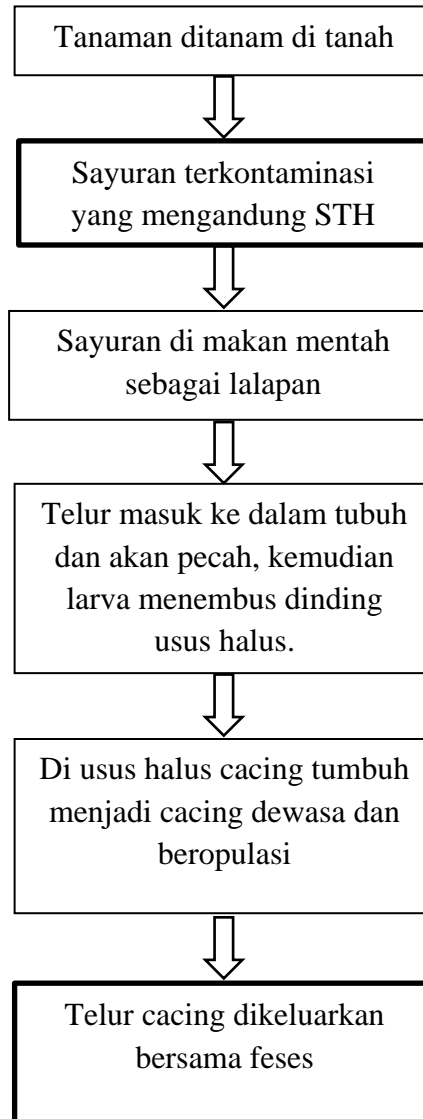 Tanaman ditanam di tanah
Sayuran terkontaminasi
yang mengandung STH
Sayuran di makan mentah
sebagai lalapan
Telur masuk ke dalam tubuh
dan akan pecah, kemudian
larva menembus dinding
usus halus.
Di usus halus cacing tumbuh
menjadi cacing dewasa dan
beropulasi
Telur cacing dikeluarkan
bersama feses